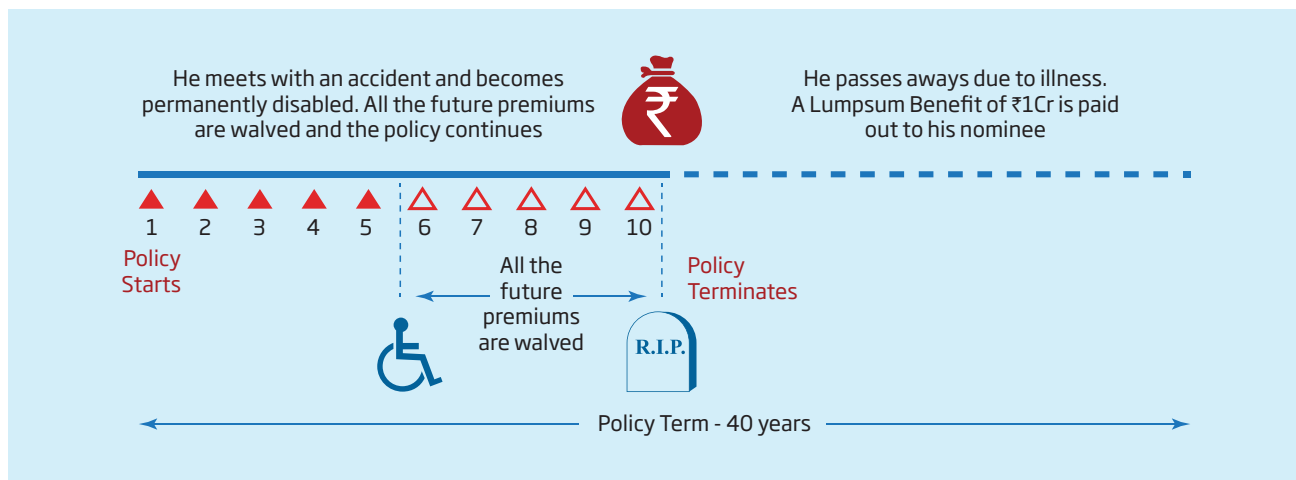 He meets with an accident and becomes
permanently disabled. All the future premiums
are walved and the policy continues
₹
He passes aways due to illness.
A Lumpsum Benefit of ₹1Cr is paid
out to his nominee
1 2 3 4 5 6 7 8 9 10
Policy
Starts
All the
future
premiums
are walved
Policy
Terminates
R.I.P.
Policy Term - 40 years